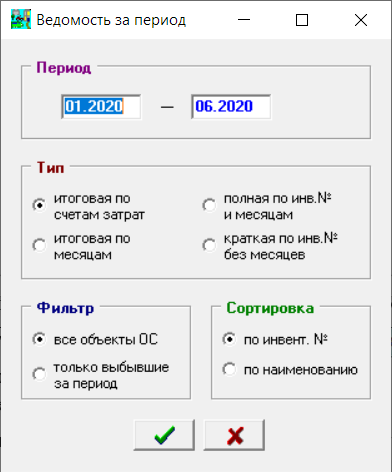 Ведомость за период
Период
01.2020 — 06.2020
Тип
итоговая по счетам затрат
полная по инв.№ и месяцам
итоговая по месяцам
краткая по инв.№ без месяцев
Фильтр
все объекты ОС
только выбывшие за период
Сортировка
по инвент. №
по наименованию